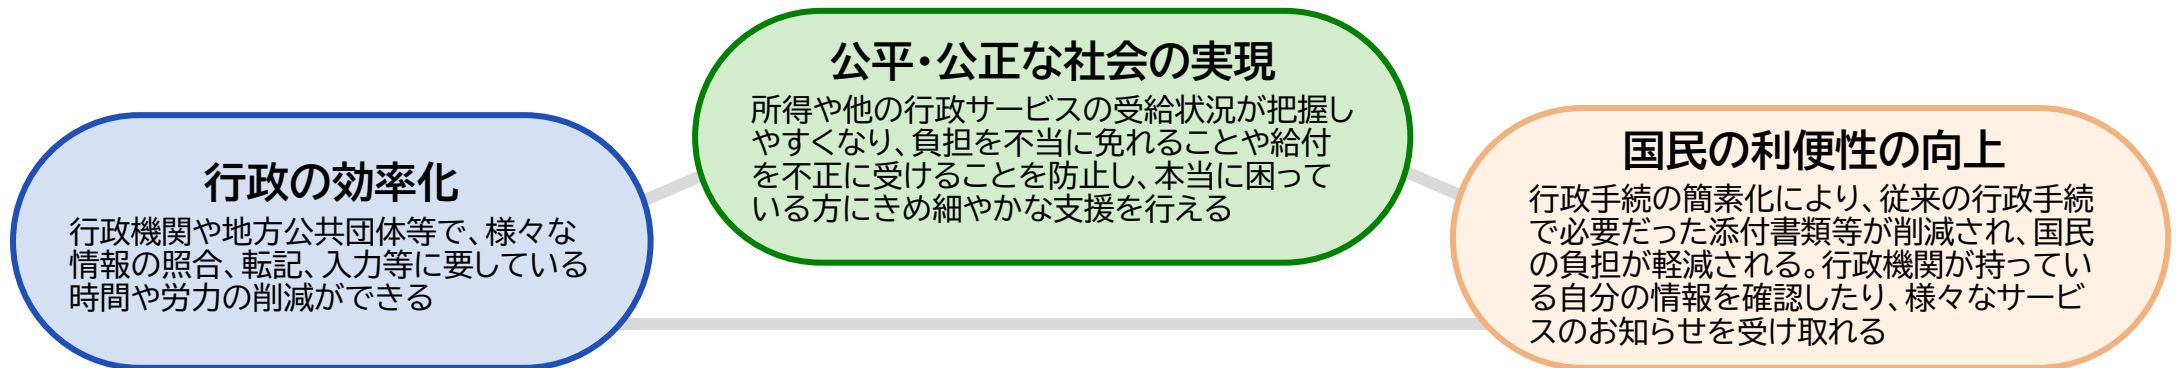 公平・公正な社会の実現
所得や他の行政サービスの受給状況が把握し
やすくなり、負担を不当に免れることや給付
を不正に受けることを防止し、本当に困って
いる方にきめ細やかな支援を行える
行政の効率化
行政機関や地方公共団体等で、様々な
情報の照合、転記、入力等に要している
時間や労力の削減ができる
国民の利便性の向上
行政手続の簡素化により、従来の行政手続
で必要だった添付書類等が削減され、国民
の負担が軽減される。行政機関が持ってい
る自分の情報を確認したり、様々なサービ
スのお知らせを受け取れる